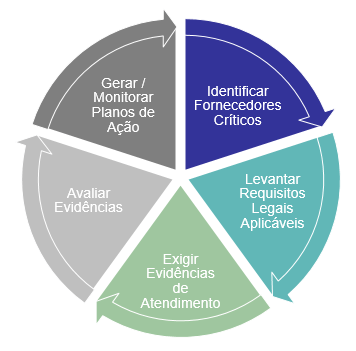 Identificar
Fornecedores
Críticos
Levantar
Requisitos
Legais
Aplicáveis
Exigir
Evidências
de
Atendimento
Avaliar
Evidências
Gerar /
Monitorar
Planos de
Ação